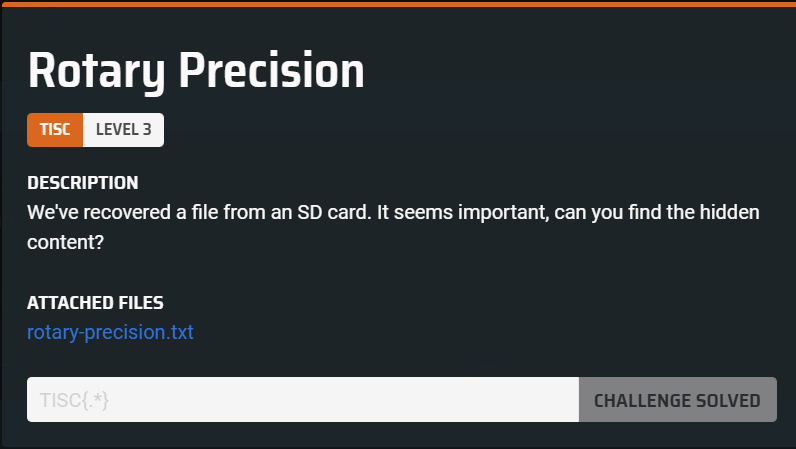 Rotary Precision
TISC LEVEL 3
DESCRIPTION
We've recovered a file from an SD card. It seems important, can you find the hidden
content?
ATTACHED FILES
rotary-precision.txt
TISC{.*} CHALLENGE SOLVED